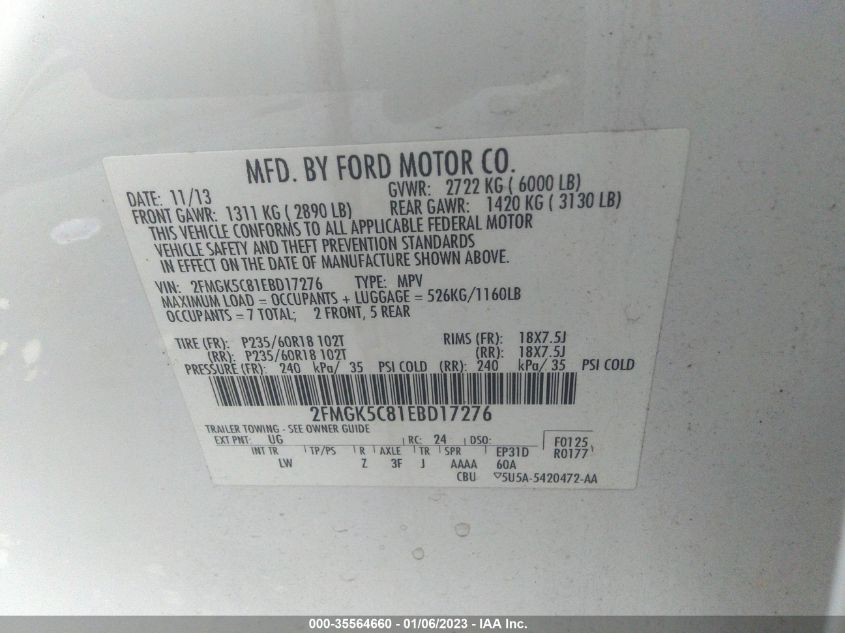 MFD. BY FORD MOTOR CO.
DATE: 11/13 GVWR: 2722 KG ( 6000 LB)
FRONT GAWR: 1311 KG ( 2890 LB) REAR GAWR: 1420 KG ( 3130 LB)
THIS VEHICLE CONFORMS TO ALL APPLICABLE FEDERAL MOTOR
VEHICLE SAFETY AND THEFT PREVENTION STANDARDS
IN EFFECT ON THE DATE OF MANUFACTURE SHOWN ABOVE.
VIN: 2FMGK5C81EBD17276 TYPE: MPV
MAXIMUM LOAD = OCCUPANTS + LUGGAGE = 526KG/1160LB
OCCUPANTS = 7 TOTAL; 2 FRONT, 5 REAR
TIRE (FR): P235/60R18 102T RIMS (FR): 18X7.5J
(RR): P235/60R18 102T (RR): 18X7.5J
PRESSURE (FR): 240 kPa/ 35 PSI COLD (RR): 240 kPa/ 35 PSI COLD
2FMGK5C81EBD17276
TRAILER TOWING - SEE OWNER GUIDE
EXT PNT: UG RC: 24 DSO: F0125
INT TR TP/PS R AXLE TR SPR EP31D R0177
LW Z 3F J AAAA 60A
CBU 5U5A-5420472-AA
000-35564660 - 01/06/2023 - IAA Inc.